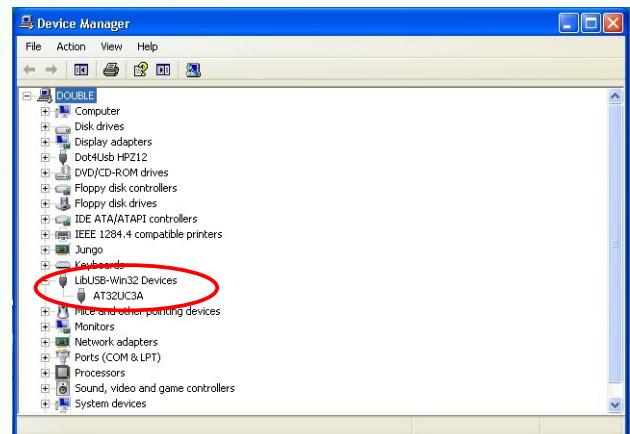 Device Manager
File Action View Help
DOUBLE
Computer
Disk drives
Display adapters
Dot4Usb HPZ12
DVD/CD-ROM drives
Floppy disk controllers
Floppy disk drives
IDE ATA/ATAPI controllers
IEEE 1284.4 compatible printers
Jungo
Keyboards
LibUSB-Win32 Devices
AT32UC3A
Mice and other pointing devices
Monitors
Network adapters
Ports (COM & LPT)
Processors
Sound, video and game controllers
System devices